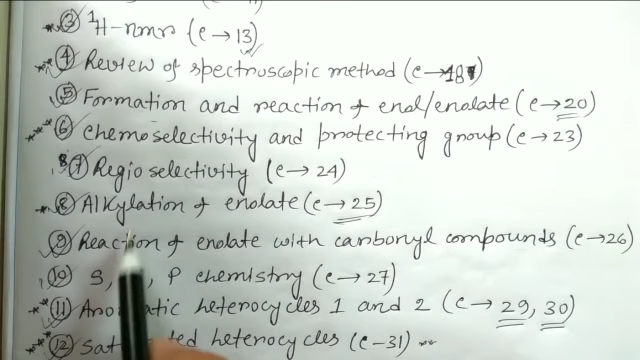 ③ ¹H-nmr (c → 13)
④ Review of spectroscopic method (c → 18)
⑤ Formation and reaction of enol/enolate (c → 20)
⑥ chemoselectivity and protecting group (c → 23)
⑦ Regioselectivity (c → 24)
⑧ Alkylation of enolate (c → 25)
⑨ Reaction of enolate with carbonyl compounds (c → 26)
⑩ S, P chemistry (c → 27)
⑪ heterocycles 1 and 2 (c → 29, 30)
⑫ heterocycles (c - 31)